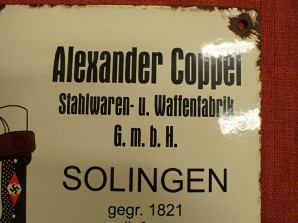 Alexander Coppel
Stahlwaren- u. Waffenfabrik
G. m. b. H.
SOLINGEN
gegr. 1821